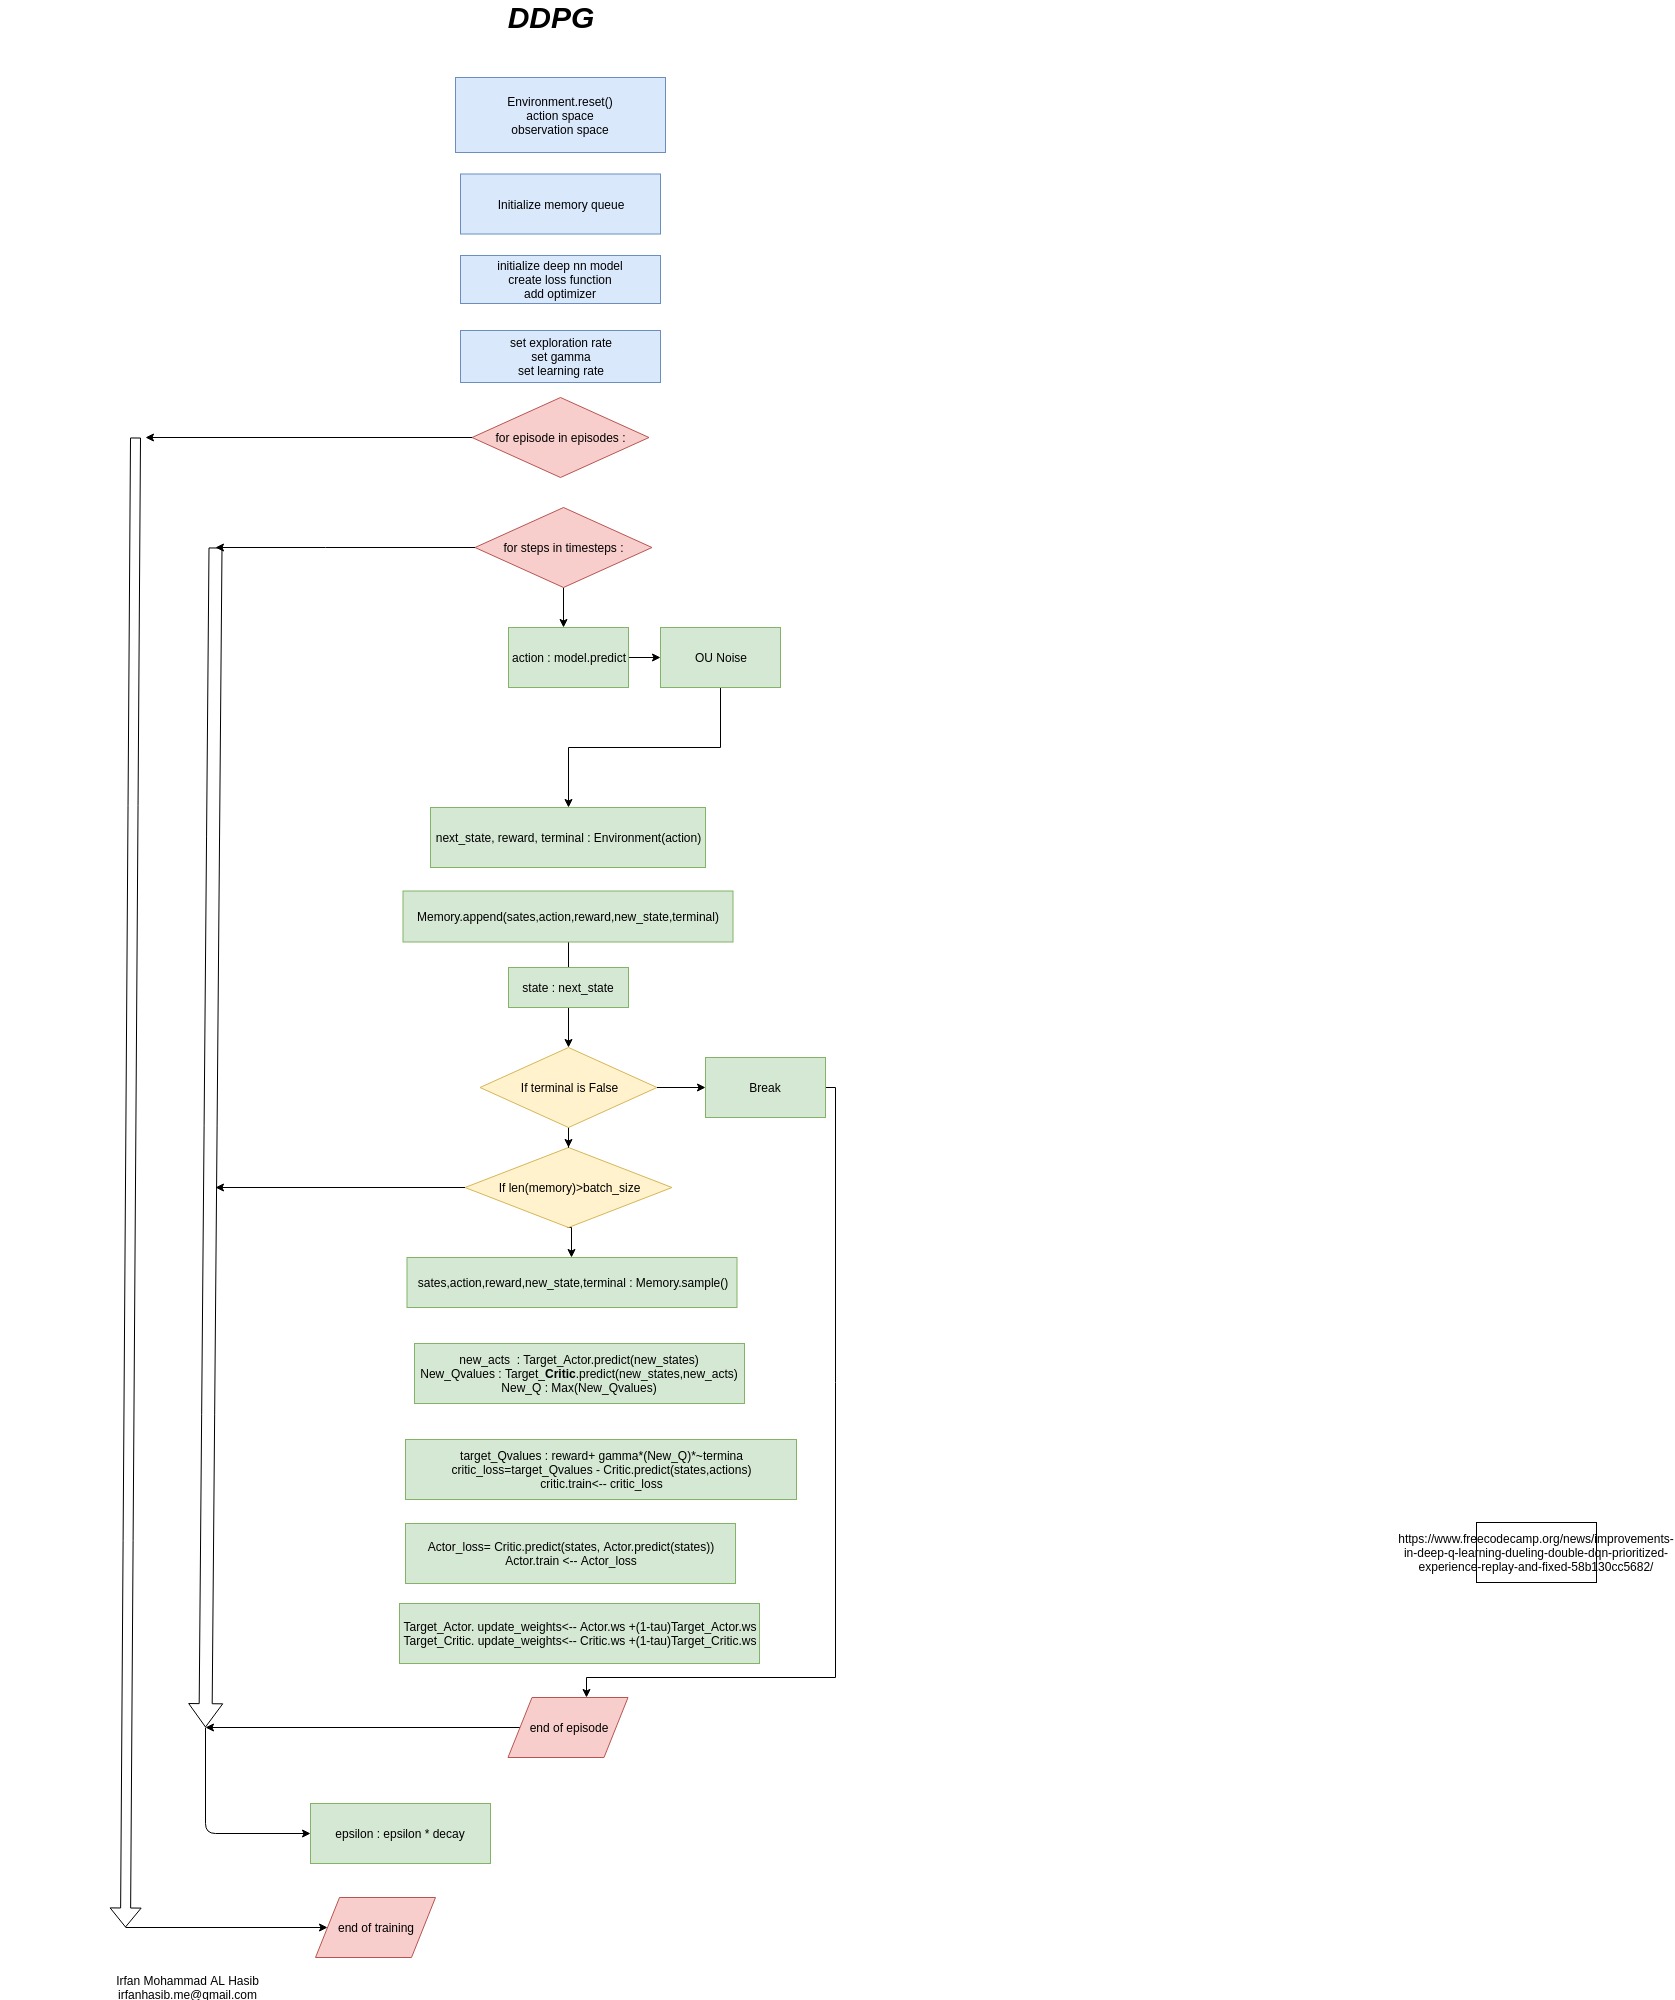 DDPG
Environment.reset()
action space
observation space
Initialize memory queue
initialize deep nn model
create loss function
add optimizer
set exploration rate
set gamma
set learning rate
for episode in episodes :
for steps in timesteps :
action : model.predict
OU Noise
next_state, reward, terminal : Environment(action)
Memory.append(sates,action,reward,new_state,terminal)
state : next_state
If terminal is False
Break
If len(memory)>batch_size
sates,action,reward,new_state,terminal : Memory.sample()
new_acts  : Target_Actor.predict(new_states)
New_Qvalues : Target_Critic.predict(new_states,new_acts)
New_Q : Max(New_Qvalues)
target_Qvalues : reward+ gamma*(New_Q)*~termina
critic_loss=target_Qvalues - Critic.predict(states,actions)
critic.train<-- critic_loss
Actor_loss= Critic.predict(states, Actor.predict(states))
Actor.train <-- Actor_loss
https://www.freecodecamp.org/news/improvements-
in-deep-q-learning-dueling-double-dqn-prioritized-
experience-replay-and-fixed-58b130cc5682/
Target_Actor. update_weights<-- Actor.ws +(1-tau)Target_Actor.ws
Target_Critic. update_weights<-- Critic.ws +(1-tau)Target_Critic.ws
end of episode
epsilon : epsilon * decay
end of training
Irfan Mohammad AL Hasib
irfanhasib.me@gmail.com